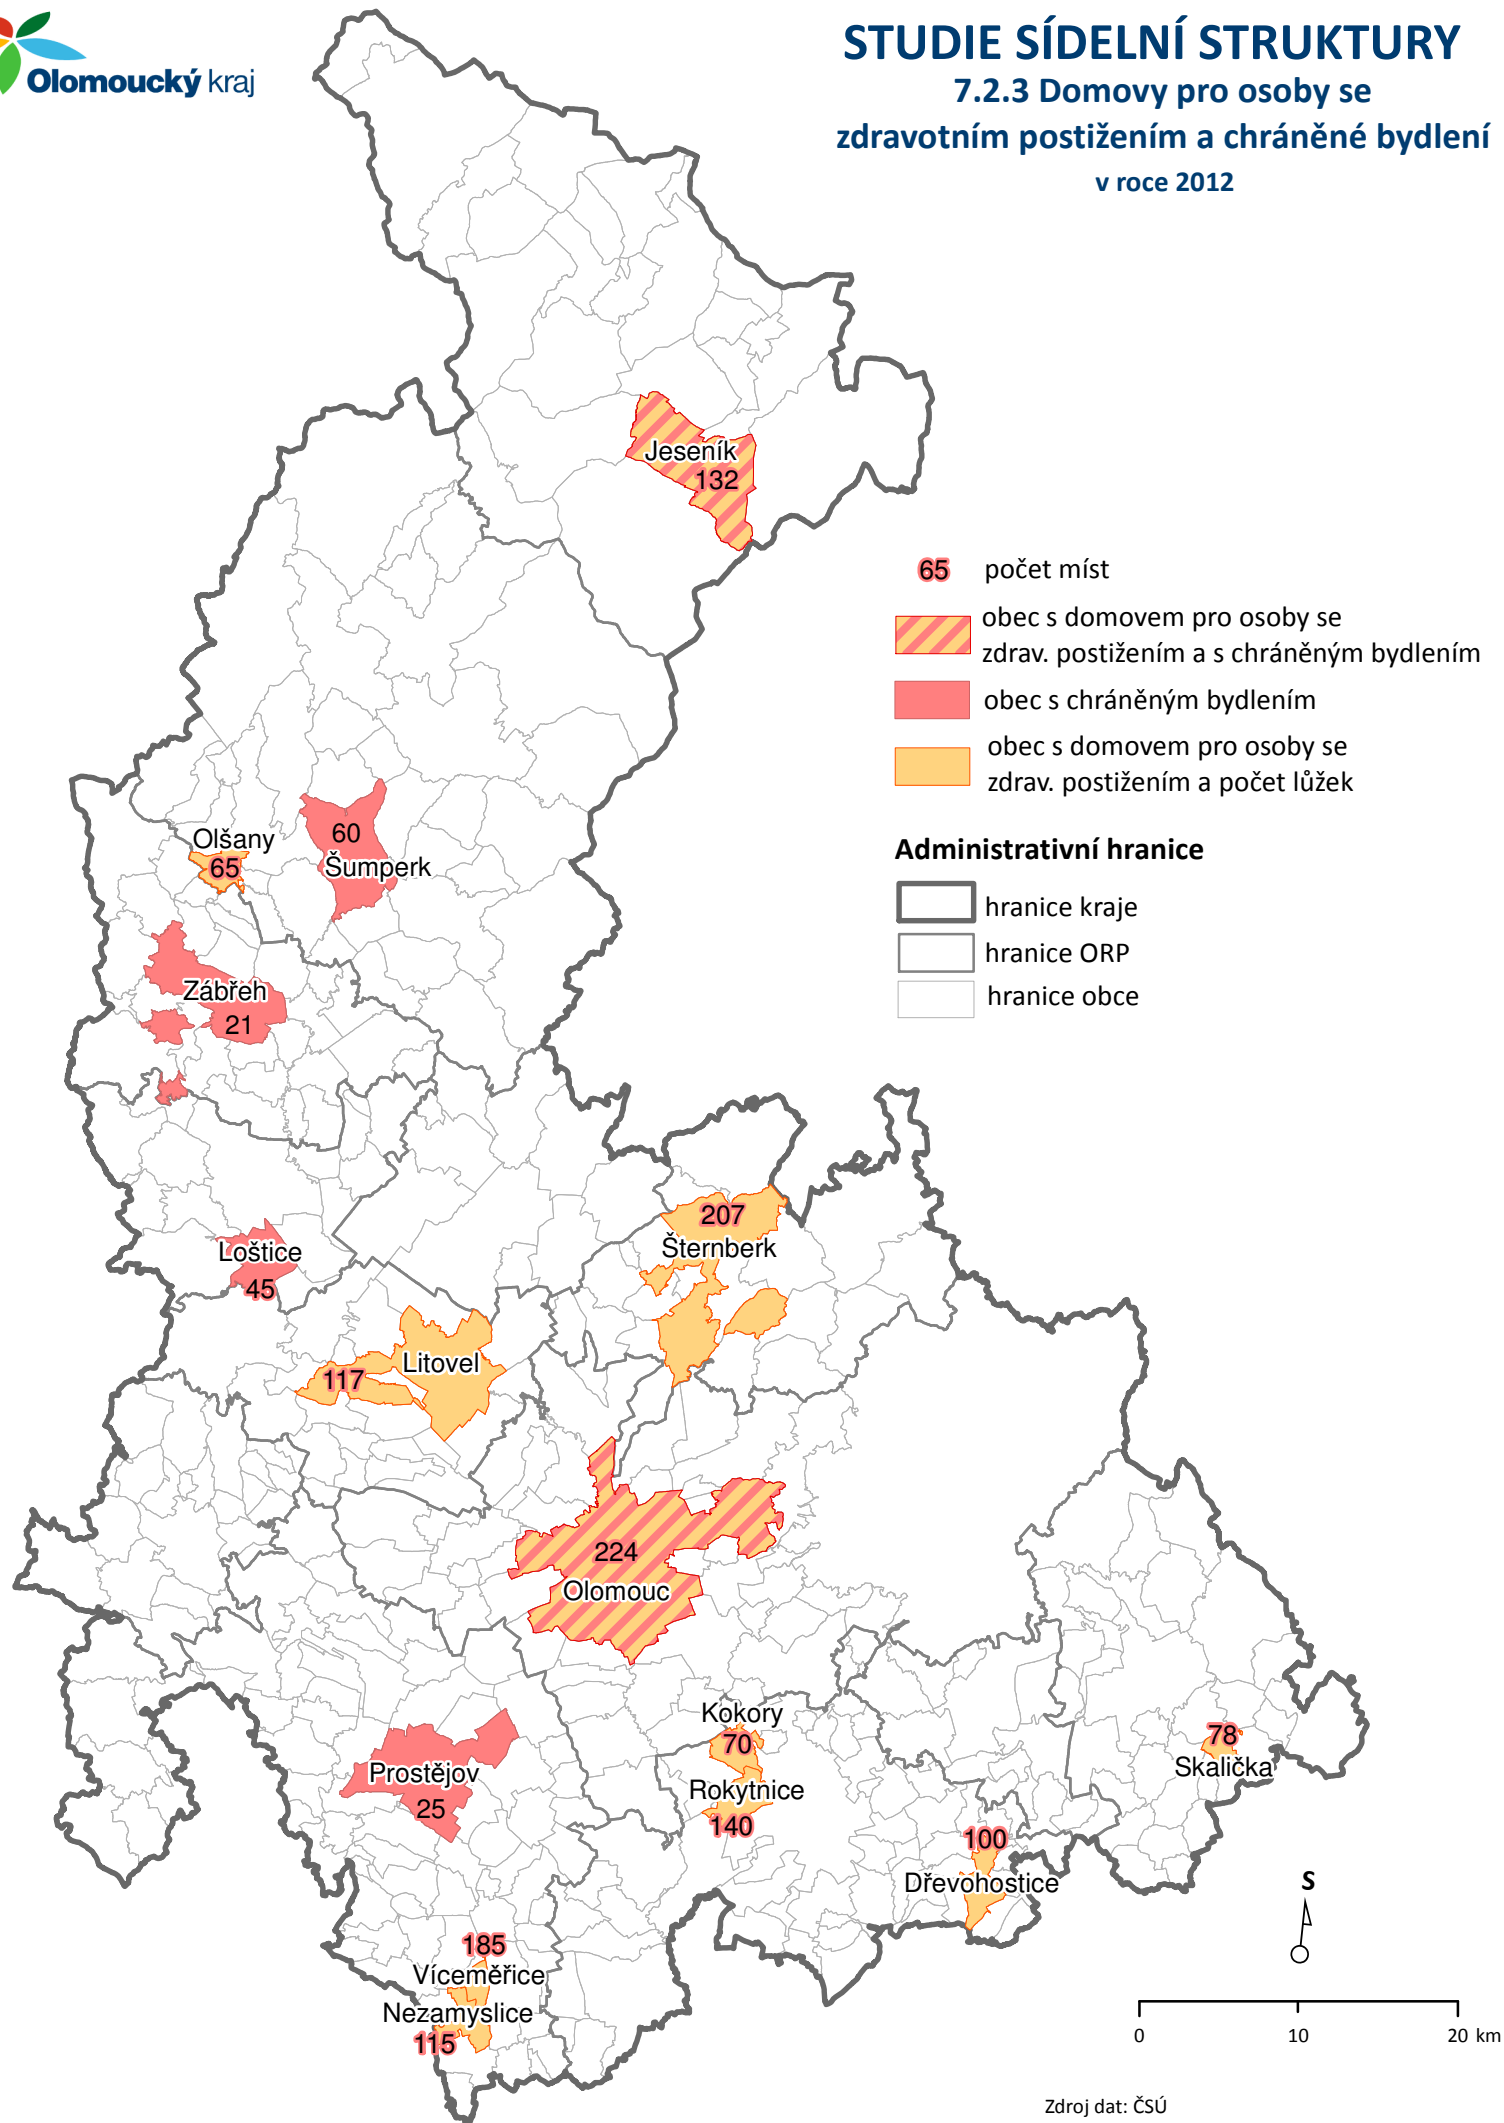 Olomoucký kraj
STUDIE SÍDELNÍ STRUKTURY
7.2.3 Domovy pro osoby se
zdravotním postižením a chráněné bydlení
v roce 2012
Jeseník
132
65 počet míst
obec s domovem pro osoby se
zdrav. postižením a s chráněným bydlením
obec s chráněným bydlením
obec s domovem pro osoby se
zdrav. postižením a počet lůžek
Administrativní hranice
hranice kraje
hranice ORP
hranice obce
Olšany
65
60
Šumperk
Zábřeh
21
207
Šternberk
Loštice
45
Litovel
117
224
Olomouc
Kokory
70
Rokytnice
140
78
Skalička
Prostějov
25
100
Dřevohostice
185
Víceměřice
Nezamyslice
115
S
0 10 20 km
Zdroj dat: ČSÚ